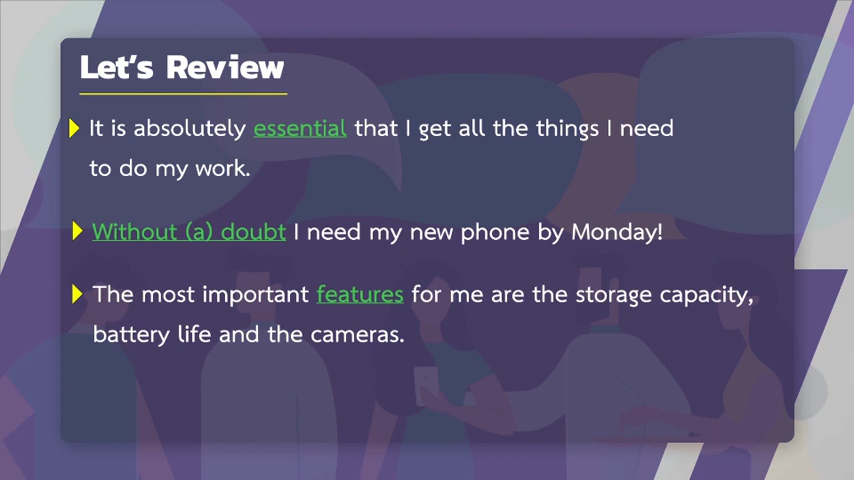 Let's Review
It is absolutely essential that I get all the things I need
to do my work.
Without (a) doubt I need my new phone by Monday!
The most important features for me are the storage capacity,
battery life and the cameras.